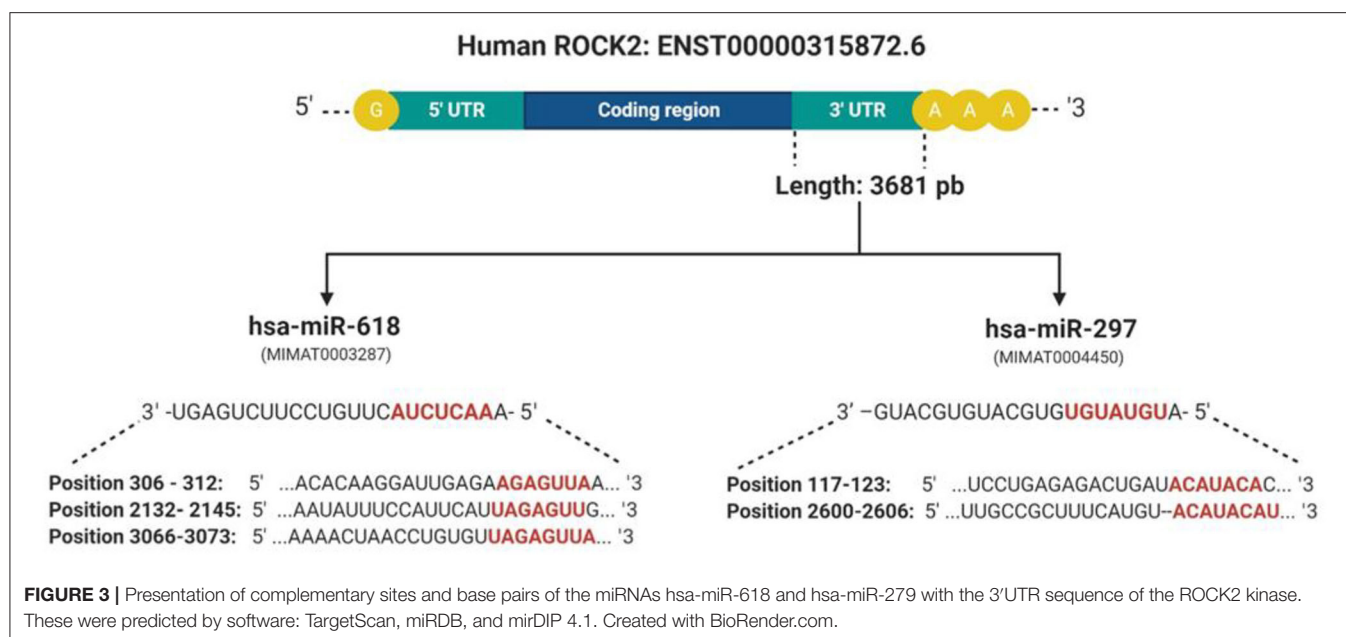 Human ROCK2: ENST00000315872.6
5' ---- G 5' UTR Coding region 3' UTR A A A --- '3
Length: 3681 pb
hsa-miR-618
(MIMAT0003287)
hsa-miR-297
(MIMAT0004450)
3' -UGAGUCUUCCUGUUCAUCUCAAA- 5'
3' –GUACGUGUACGUGUGUAUGUA- 5'
Position 306 - 312: 5' ...ACACAAGGAUUGAGAAGAGUUAA... '3
Position 2132- 2145: 5' ...AAUAUUUCCAUUCAUUAGAGUUG... '3
Position 3066-3073: 5' ...AAAACUAACCUGUGUUAGAGUUA... '3
Position 117-123: 5' ...UCCUGAGAGACUGAUACAUACAC... '3
Position 2600-2606: 5' ...UUGCCGCUUUCAUGU--ACAUACAU... '3
FIGURE 3 | Presentation of complementary sites and base pairs of the miRNAs hsa-miR-618 and hsa-miR-279 with the 3′UTR sequence of the ROCK2 kinase.
These were predicted by software: TargetScan, miRDB, and mirDIP 4.1. Created with BioRender.com.